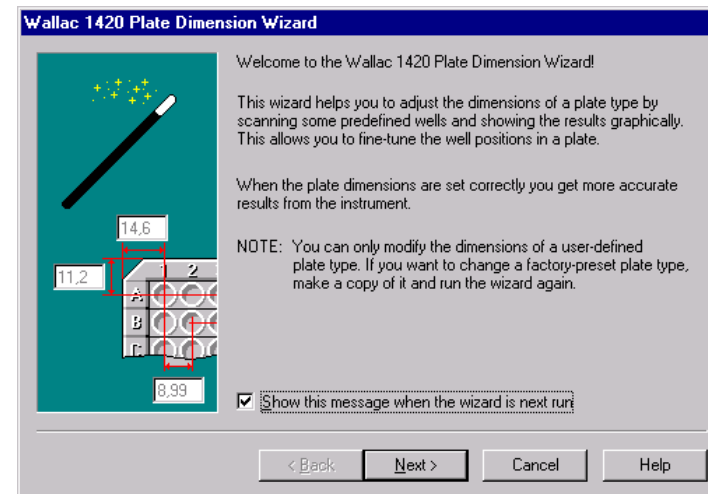 Wallac 1420 Plate Dimension Wizard
Welcome to the Wallac 1420 Plate Dimension Wizard!
This wizard helps you to adjust the dimensions of a plate type by
scanning some predefined wells and showing the results graphically.
This allows you to fine-tune the well positions in a plate.
When the plate dimensions are set correctly you get more accurate
results from the instrument.
NOTE: You can only modify the dimensions of a user-defined
plate type. If you want to change a factory-preset plate type,
make a copy of it and run the wizard again.
14,6
11,2
1 2
A
B
C
8,99
Show this message when the wizard is next run
< Back Next > Cancel Help